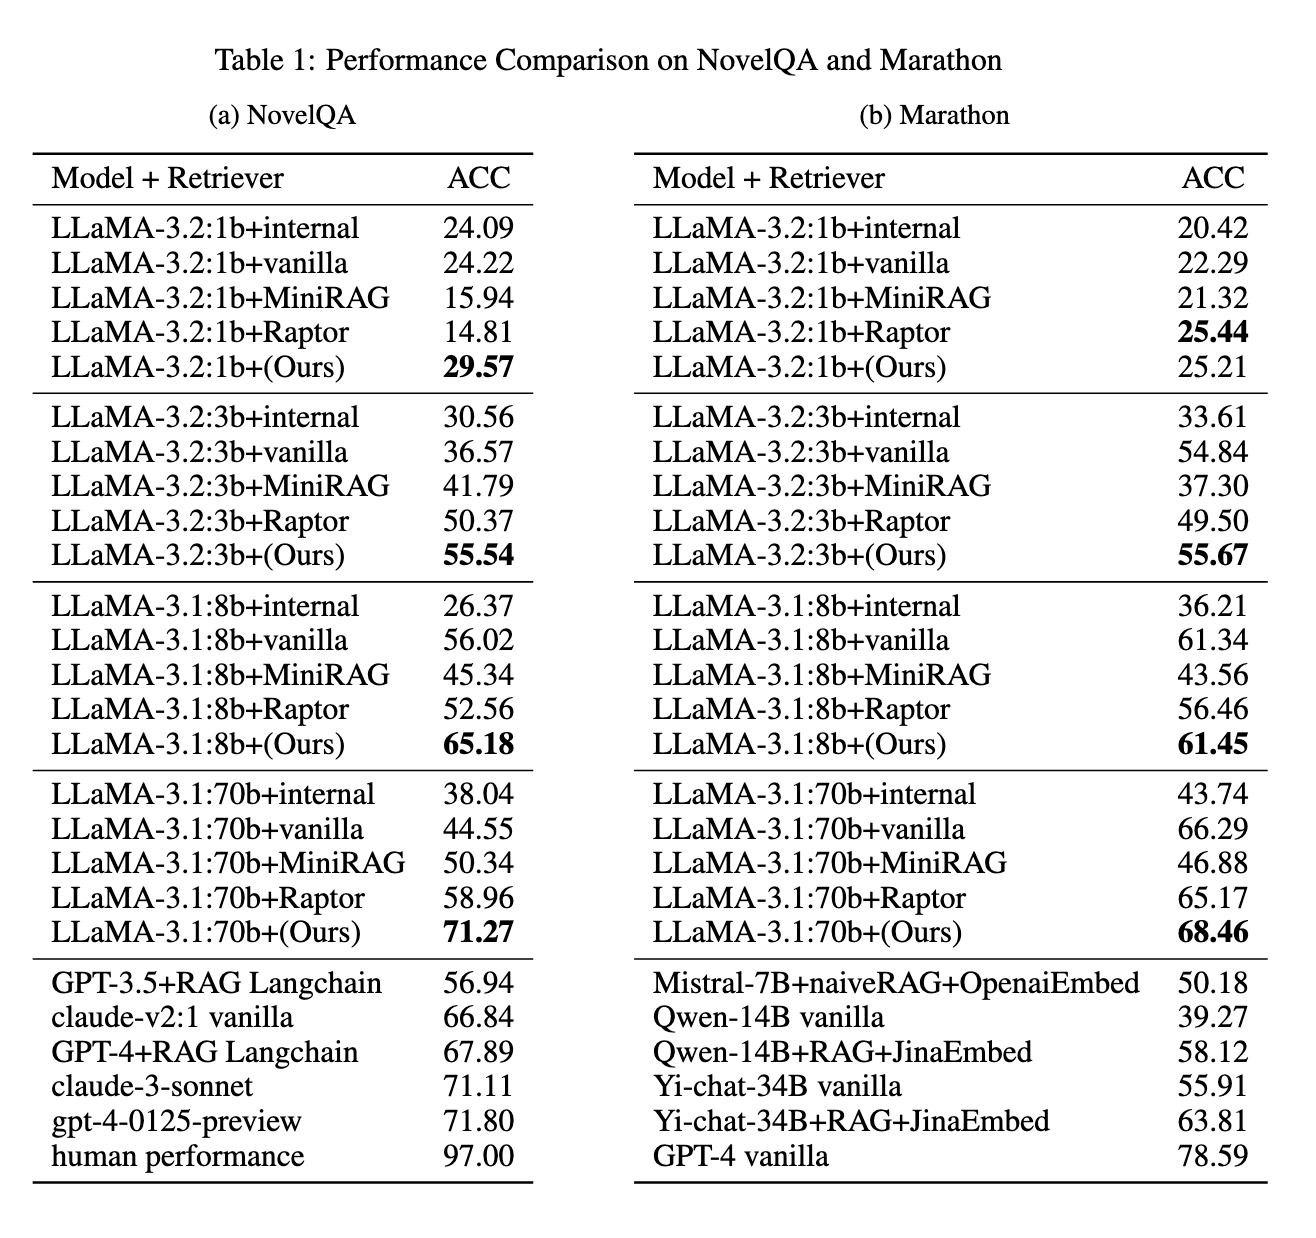 Table 1: Performance Comparison on NovelQA and Marathon
(a) NovelQA
Model + Retriever ACC
LLaMA-3.2:1b+internal 24.09
LLaMA-3.2:1b+vanilla 24.22
LLaMA-3.2:1b+MiniRAG 15.94
LLaMA-3.2:1b+Raptor 14.81
LLaMA-3.2:1b+(Ours) 29.57
LLaMA-3.2:3b+internal 30.56
LLaMA-3.2:3b+vanilla 36.57
LLaMA-3.2:3b+MiniRAG 41.79
LLaMA-3.2:3b+Raptor 50.37
LLaMA-3.2:3b+(Ours) 55.54
LLaMA-3.1:8b+internal 26.37
LLaMA-3.1:8b+vanilla 56.02
LLaMA-3.1:8b+MiniRAG 45.34
LLaMA-3.1:8b+Raptor 52.56
LLaMA-3.1:8b+(Ours) 65.18
LLaMA-3.1:70b+internal 38.04
LLaMA-3.1:70b+vanilla 44.55
LLaMA-3.1:70b+MiniRAG 50.34
LLaMA-3.1:70b+Raptor 58.96
LLaMA-3.1:70b+(Ours) 71.27
GPT-3.5+RAG Langchain 56.94
claude-v2:1 vanilla 66.84
GPT-4+RAG Langchain 67.89
claude-3-sonnet 71.11
gpt-4-0125-preview 71.80
human performance 97.00
(b) Marathon
Model + Retriever ACC
LLaMA-3.2:1b+internal 20.42
LLaMA-3.2:1b+vanilla 22.29
LLaMA-3.2:1b+MiniRAG 21.32
LLaMA-3.2:1b+Raptor 25.44
LLaMA-3.2:1b+(Ours) 25.21
LLaMA-3.2:3b+internal 33.61
LLaMA-3.2:3b+vanilla 54.84
LLaMA-3.2:3b+MiniRAG 37.30
LLaMA-3.2:3b+Raptor 49.50
LLaMA-3.2:3b+(Ours) 55.67
LLaMA-3.1:8b+internal 36.21
LLaMA-3.1:8b+vanilla 61.34
LLaMA-3.1:8b+MiniRAG 43.56
LLaMA-3.1:8b+Raptor 56.46
LLaMA-3.1:8b+(Ours) 61.45
LLaMA-3.1:70b+internal 43.74
LLaMA-3.1:70b+vanilla 66.29
LLaMA-3.1:70b+MiniRAG 46.88
LLaMA-3.1:70b+Raptor 65.17
LLaMA-3.1:70b+(Ours) 68.46
Mistral-7B+naiveRAG+OpenaiEmbed 50.18
Qwen-14B vanilla 39.27
Qwen-14B+RAG+JinaEmbed 58.12
Yi-chat-34B vanilla 55.91
Yi-chat-34B+RAG+JinaEmbed 63.81
GPT-4 vanilla 78.59